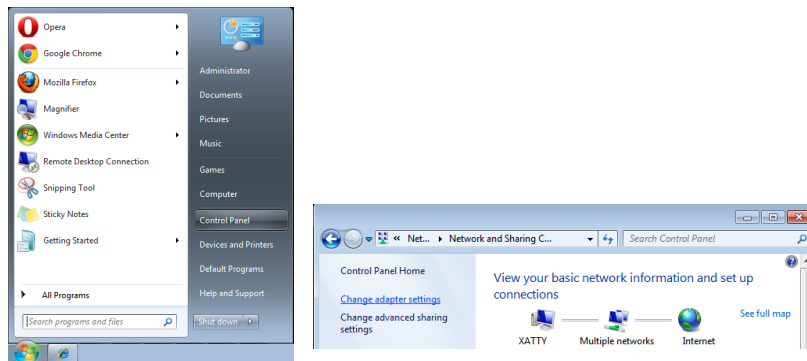 Opera
Google Chrome
Mozilla Firefox
Magnifier
Windows Media Center
Remote Desktop Connection
Snipping Tool
Sticky Notes
Getting Started
All Programs
Search programs and files
Administrator
Documents
Pictures
Music
Games
Computer
Control Panel
Devices and Printers
Default Programs
Help and Support
Shut down
« Net... Network and Sharing C...
Search Control Panel
Control Panel Home
Change adapter settings
Change advanced sharing
settings
View your basic network information and set up
connections
See full map
XATTY Multiple networks Internet